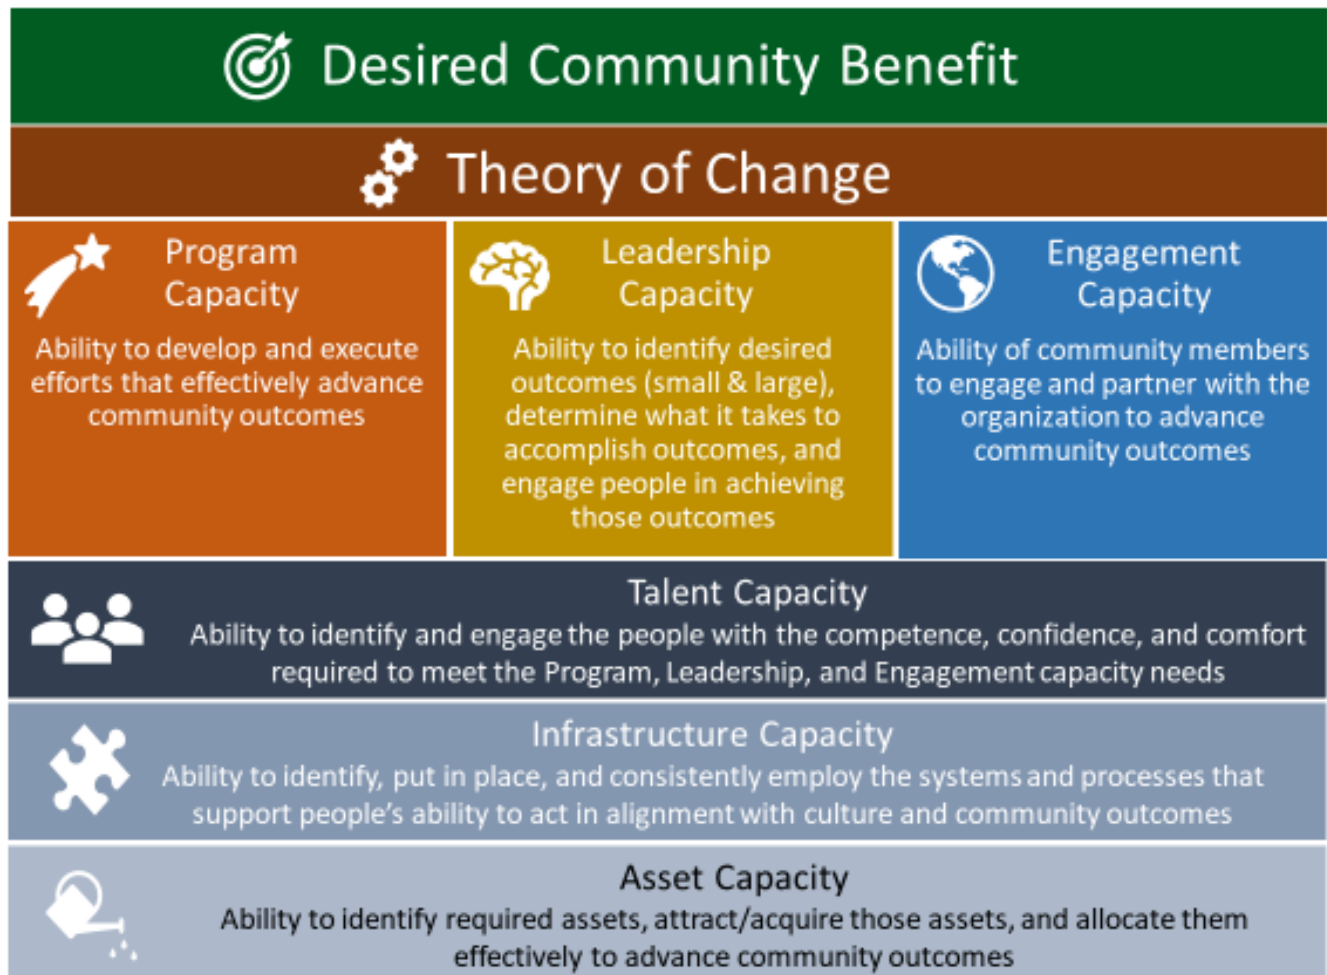 Desired Community Benefit
Theory of Change
Program
Capacity
Ability to develop and execute
efforts that effectively advance
community outcomes
Leadership
Capacity
Ability to identify desired
outcomes (small & large),
determine what it takes to
accomplish outcomes, and
engage people in achieving
those outcomes
Engagement
Capacity
Ability of community members
to engage and partner with the
organization to advance
community outcomes
Talent Capacity
Ability to identify and engage the people with the competence, confidence, and comfort
required to meet the Program, Leadership, and Engagement capacity needs
Infrastructure Capacity
Ability to identify, put in place, and consistently employ the systems and processes that
support people’s ability to act in alignment with culture and community outcomes
Asset Capacity
Ability to identify required assets, attract/acquire those assets, and allocate them
effectively to advance community outcomes